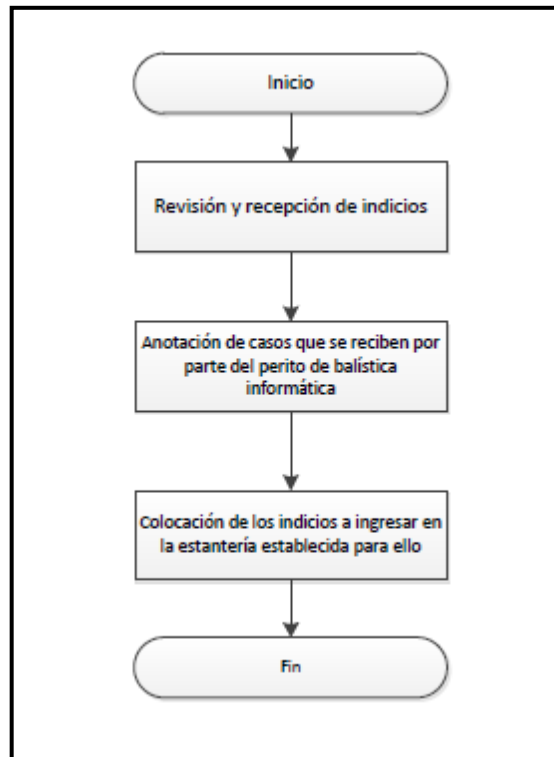 Inicio
Revisión y recepción de indicios
Anotación de casos que se reciben por
parte del perito de balística
informática
Colocación de los indicios a ingresar en
la estantería establecida para ello
Fin